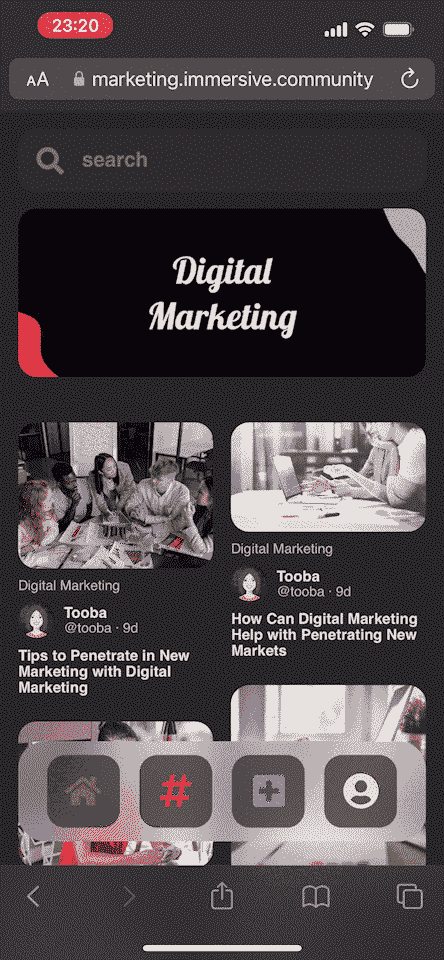 23:20
AA marketing.immersive.community
search
Digital
Marketing
Digital Marketing
Tooba
@tooba · 9d
Tips to Penetrate in New
Marketing with Digital
Marketing
Digital Marketing
Tooba
@tooba · 9d
How Can Digital Marketing
Help with Penetrating New
Markets